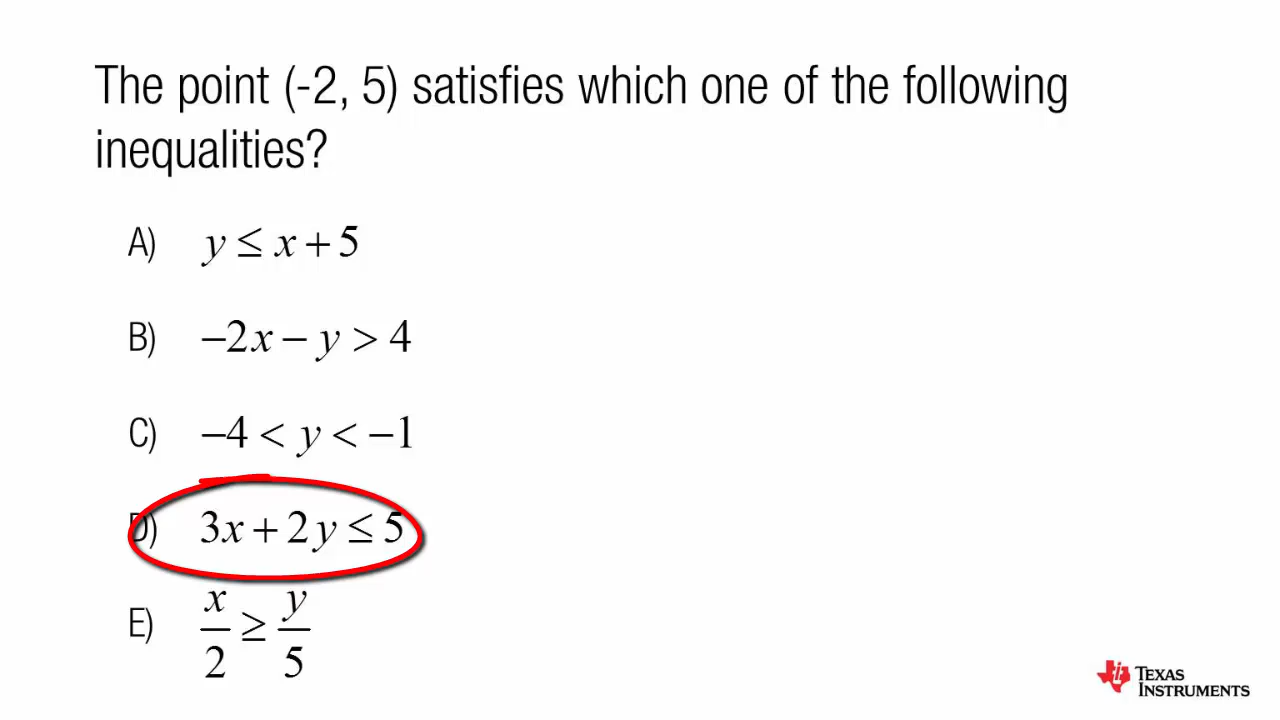 The point (-2, 5) satisfies which one of the following
inequalities?
A) y ≤ x + 5
B) −2x − y > 4
C) −4 < y < −1
D) 3x + 2y ≤ 5
E) x/2 ≥ y/5
TEXAS
INSTRUMENTS